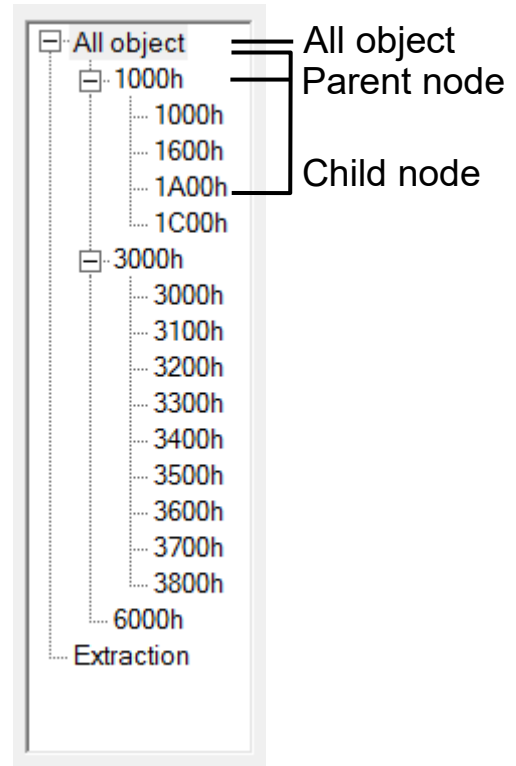 All object
All object
1000h
Parent node
1000h
1600h
1A00h
Child node
1C00h
3000h
3000h
3100h
3200h
3300h
3400h
3500h
3600h
3700h
3800h
6000h
Extraction